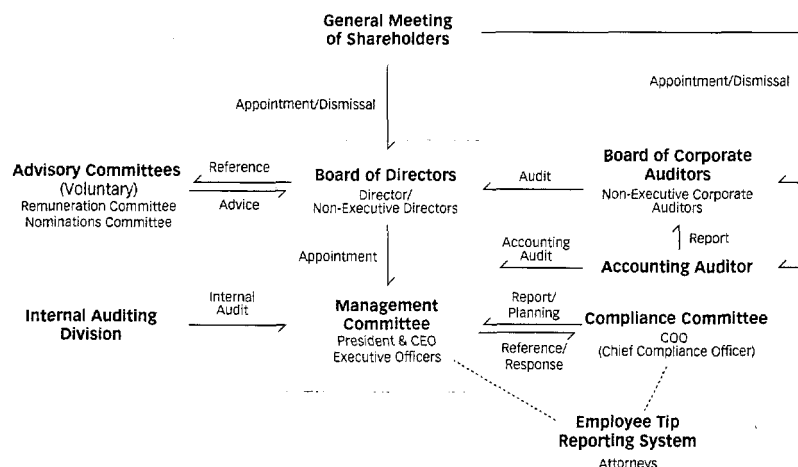 General Meeting
of Shareholders
Appointment/Dismissal
Appointment/Dismissal
Advisory Committees
(Voluntary)
Remuneration Committee
Nominations Committee
Reference
Advice
Board of Directors
Director/
Non-Executive Directors
Audit
Board of Corporate
Auditors
Non-Executive Corporate
Auditors
Report
Appointment
Accounting
Audit
Accounting Auditor
Internal Auditing
Division
Internal
Audit
Management
Committee
President & CEO
Executive Officers
Report/
Planning
Reference/
Response
Compliance Committee
COO
(Chief Compliance Officer)
Employee Tip
Reporting System
Attorneys